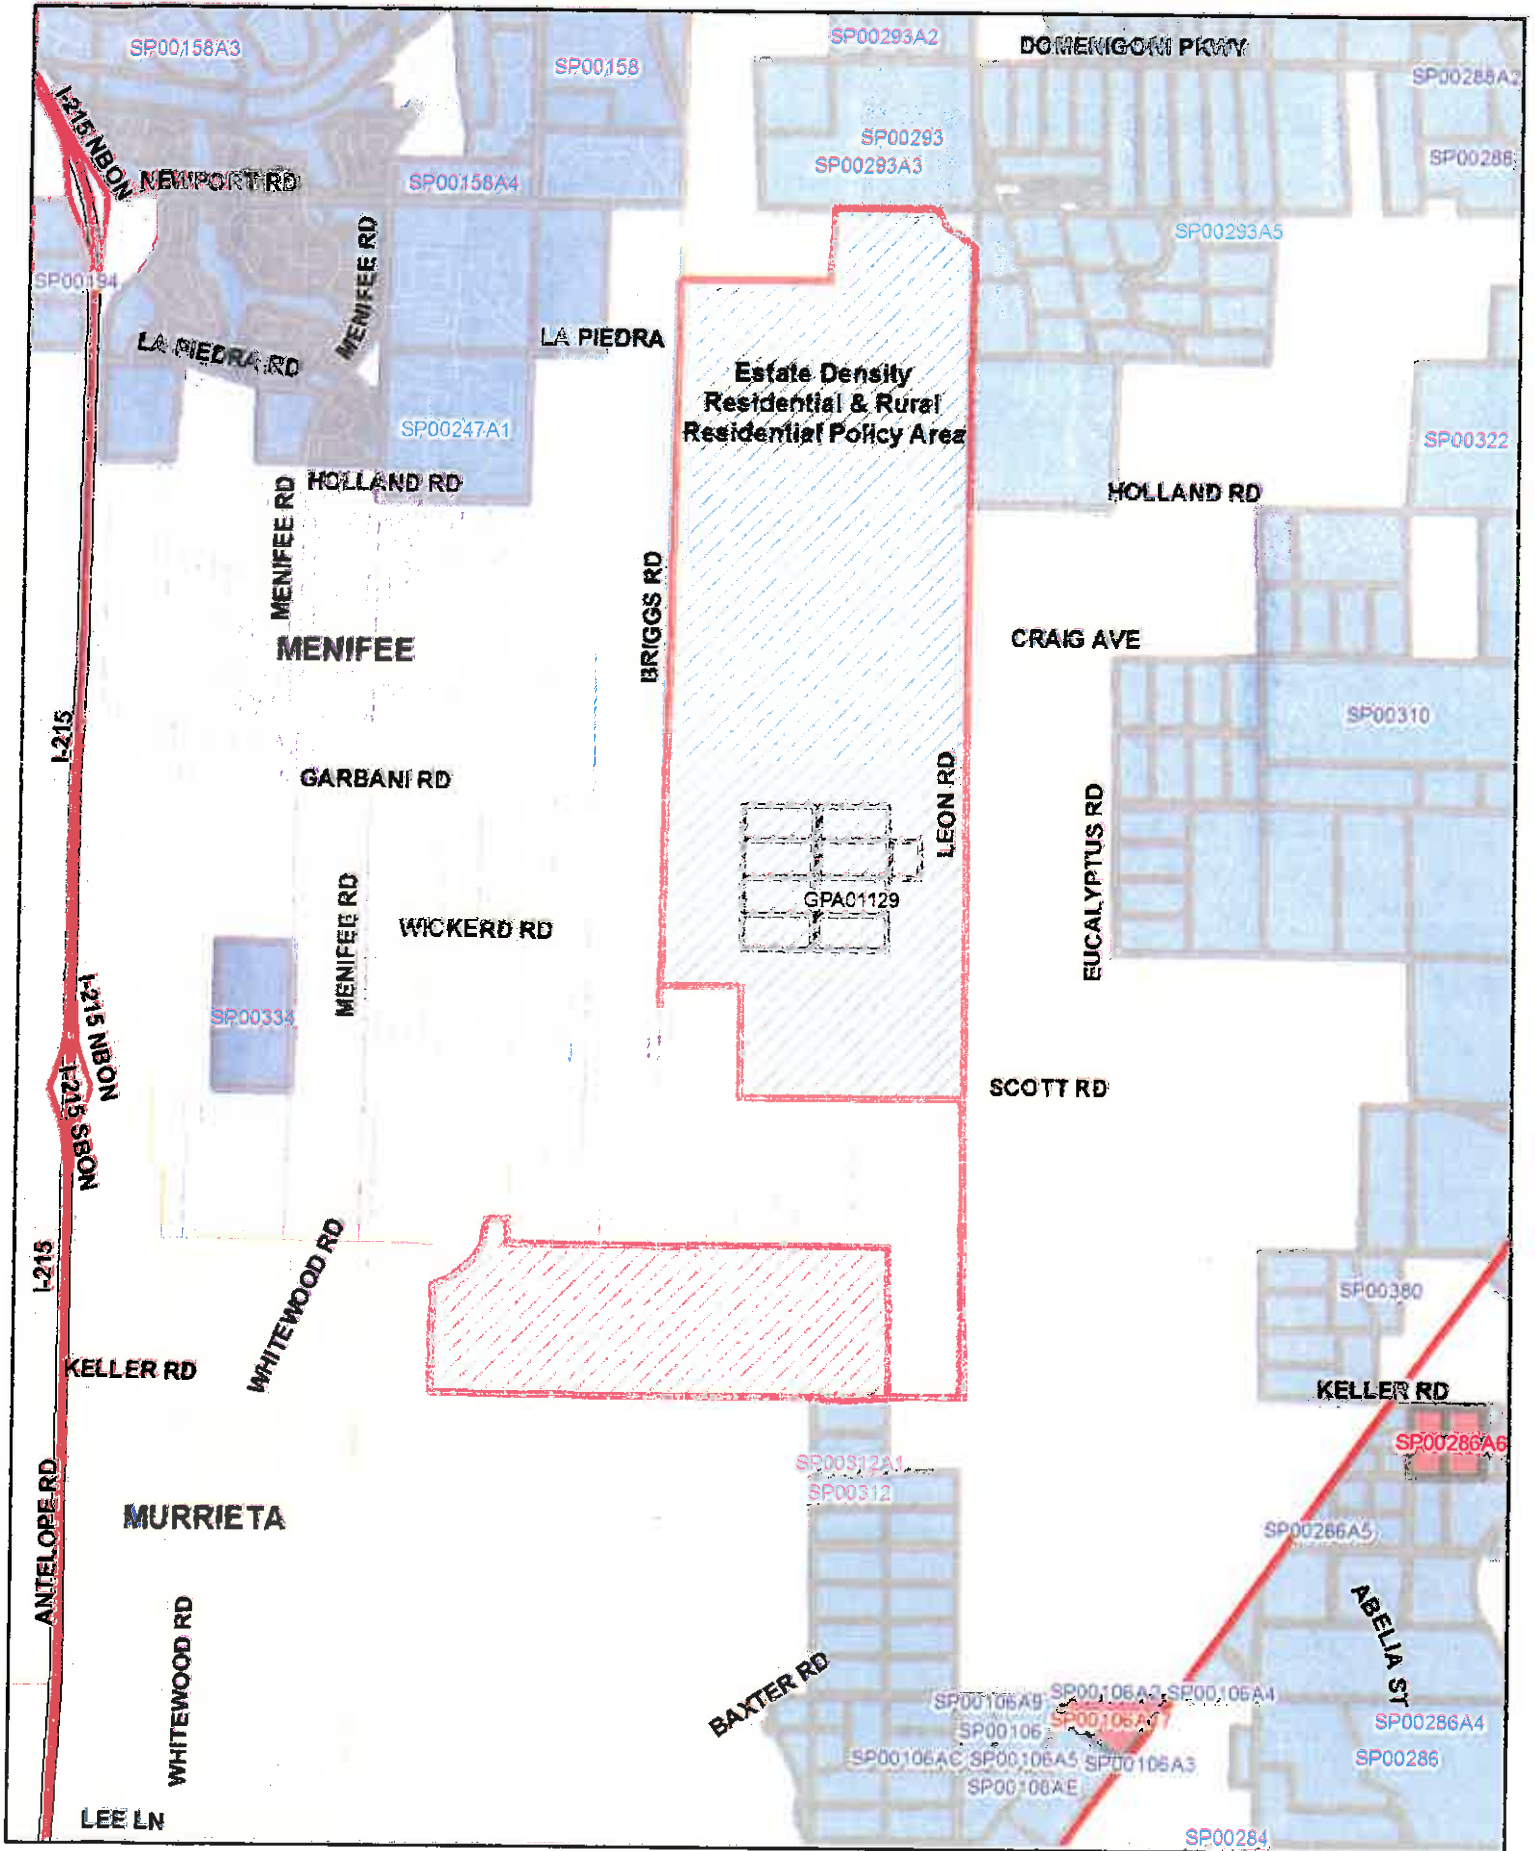 SP00158A3
SP00158
SP00293A2
DOMENIGONI PKWY
SP00288A2
I-215 NBON
SP00293
SP00293A3
SP00286
NEWPORT RD
SP00158A4
MENIFEE RD
SP00293A5
SP00194
LA PIEDRA RD
LA PIEDRA
Estate Density
Residential & Rural
Residential Policy Area
SP00247A1
SP00322
HOLLAND RD
HOLLAND RD
MENIFEE RD
BRIGGS RD
MENIFEE
CRAIG AVE
SP00310
I-215
GARBANI RD
LEON RD
EUCALYPTUS RD
GPA01129
MENIFEE RD
WICKERD RD
SP00334
I-215 NBON
I-215 SBON
SCOTT RD
I-215
WHITEWOOD RD
SP00380
KELLER RD
KELLER RD
SP00286A6
SP00312A1
SP00312
ANTELOPE RD
MURRIETA
SP00286A5
ABELIA ST
WHITEWOOD RD
BAXTER RD
SP00106A9
SP00106A2
SP00106A4
SP00106
SP00286A4
SP00106AC
SP00106A5
SP00106A3
SP00286
SP00106AE
LEE LN
SP00284